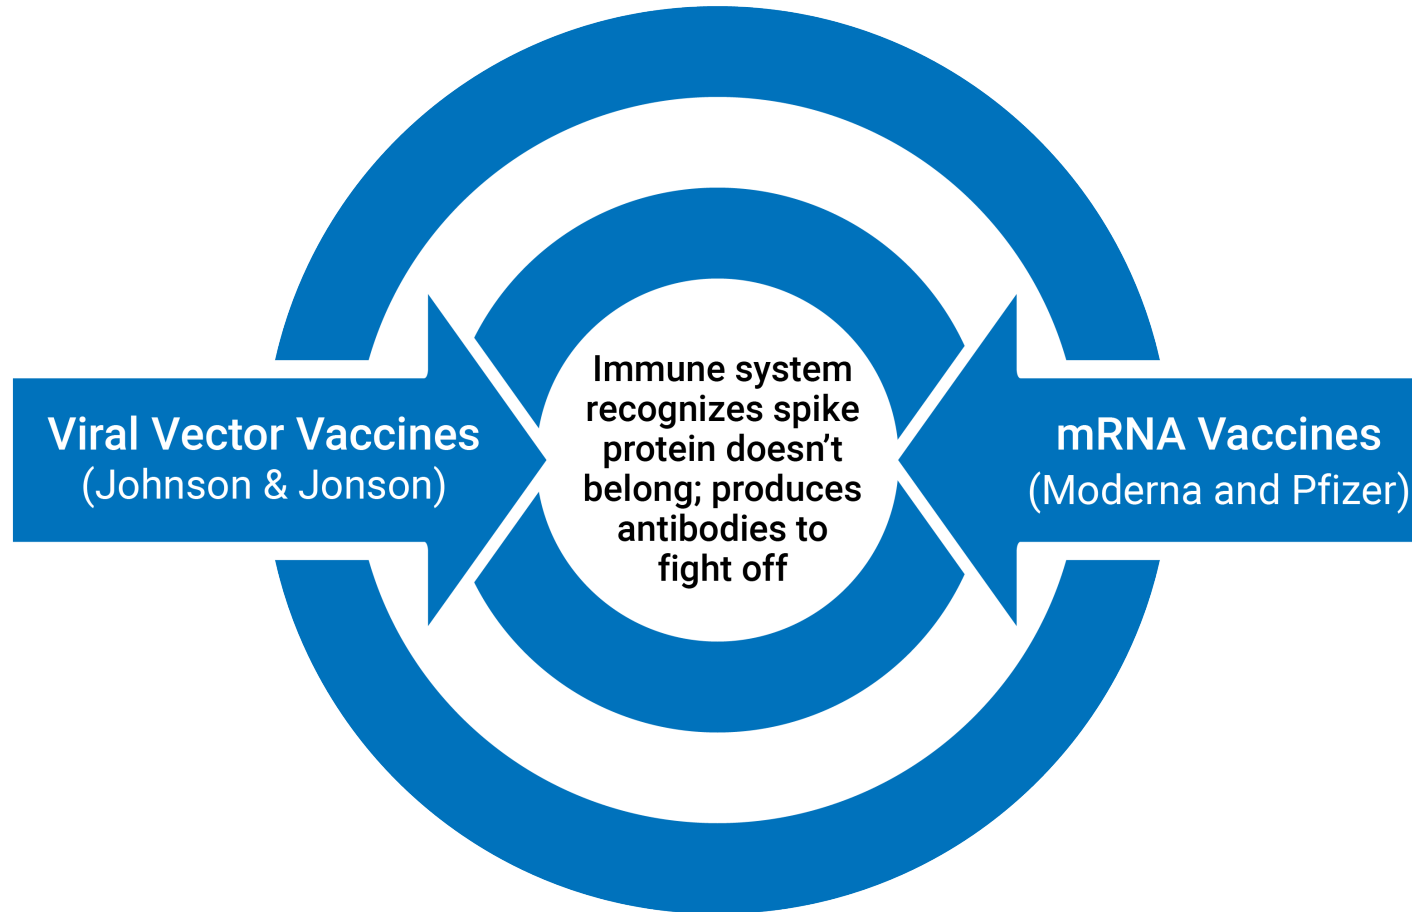 Viral Vector Vaccines
(Johnson & Jonson)
Immune system
recognizes spike
protein doesn’t
belong; produces
antibodies to
fight off
mRNA Vaccines
(Moderna and Pfizer)